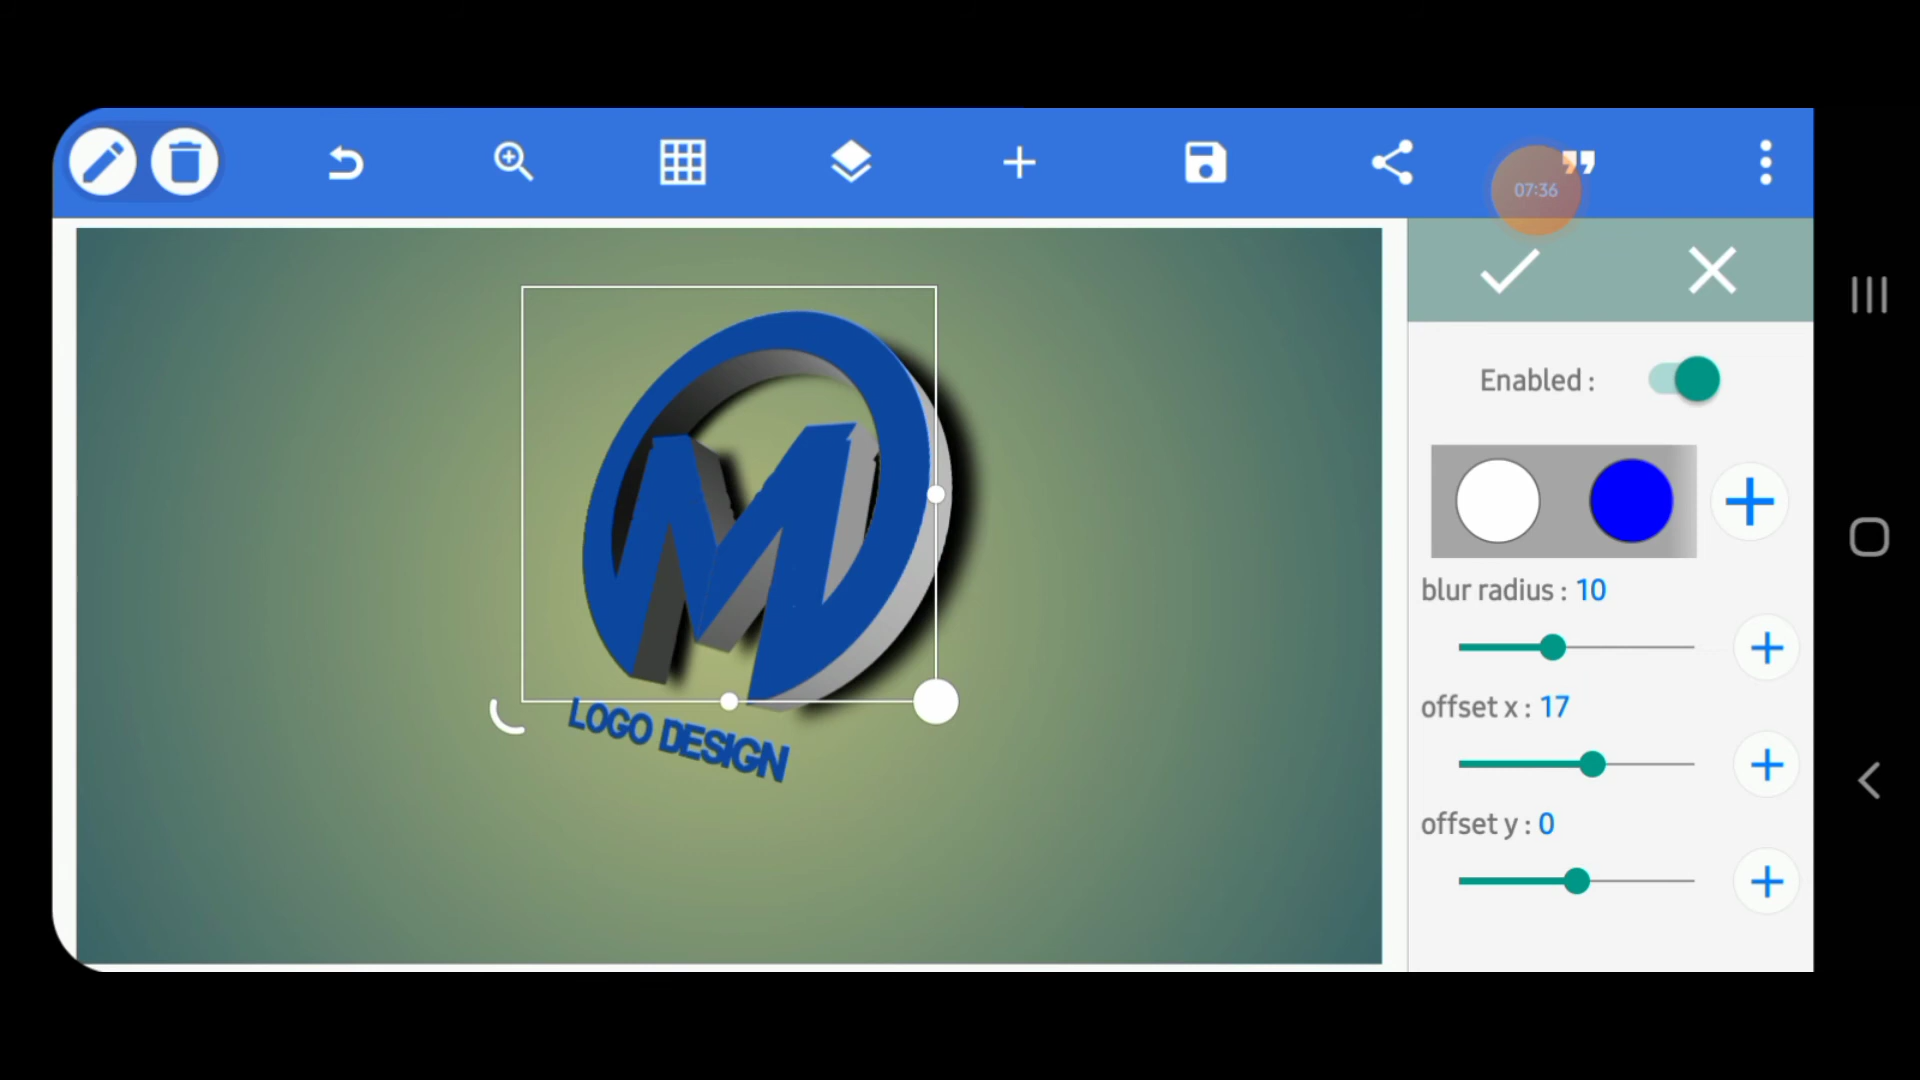 07:36
Enabled :
blur radius : 10
offset x : 17
offset y : 0
M
LOGO DESIGN